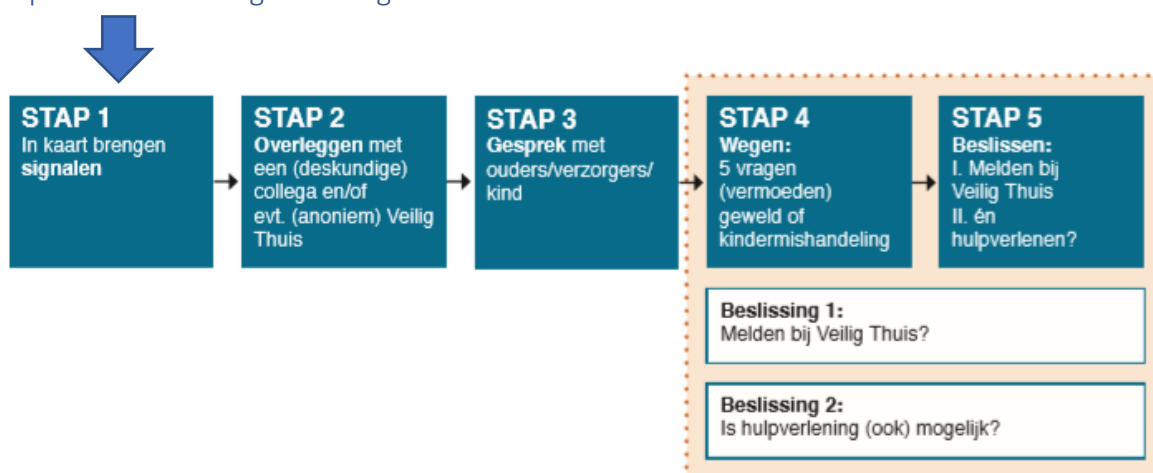 STAP 1
In kaart brengen
signalen
STAP 2
Overleggen met
een (deskundige)
collega en/of
evt. (anoniem) Veilig
Thuis
STAP 3
Gesprek met
ouders/verzorgers/
kind
STAP 4
Wegen:
5 vragen
(vermoeden)
geweld of
kindermishandeling
STAP 5
Beslissen:
I. Melden bij
Veilig Thuis
II. én
hulpverlenen?
Beslissing 1:
Melden bij Veilig Thuis?
Beslissing 2:
Is hulpverlening (ook) mogelijk?